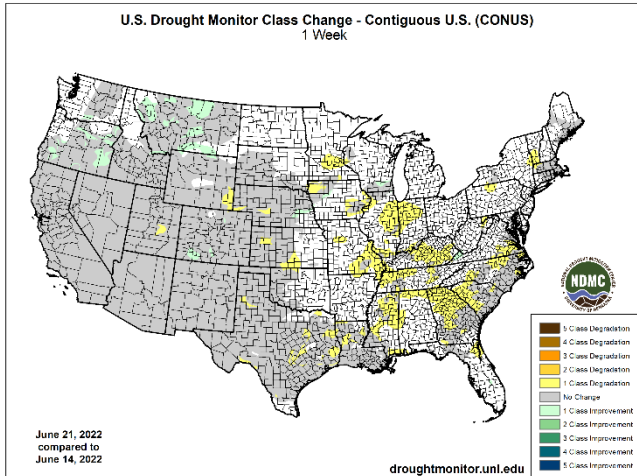 U.S. Drought Monitor Class Change - Contiguous U.S. (CONUS)
1 Week
NDMC
5 Class Degradation
4 Class Degradation
3 Class Degradation
2 Class Degradation
1 Class Degradation
No Change
1 Class Improvement
2 Class Improvement
3 Class Improvement
4 Class Improvement
5 Class Improvement
June 21, 2022
compared to
June 14, 2022
droughtmonitor.unl.edu